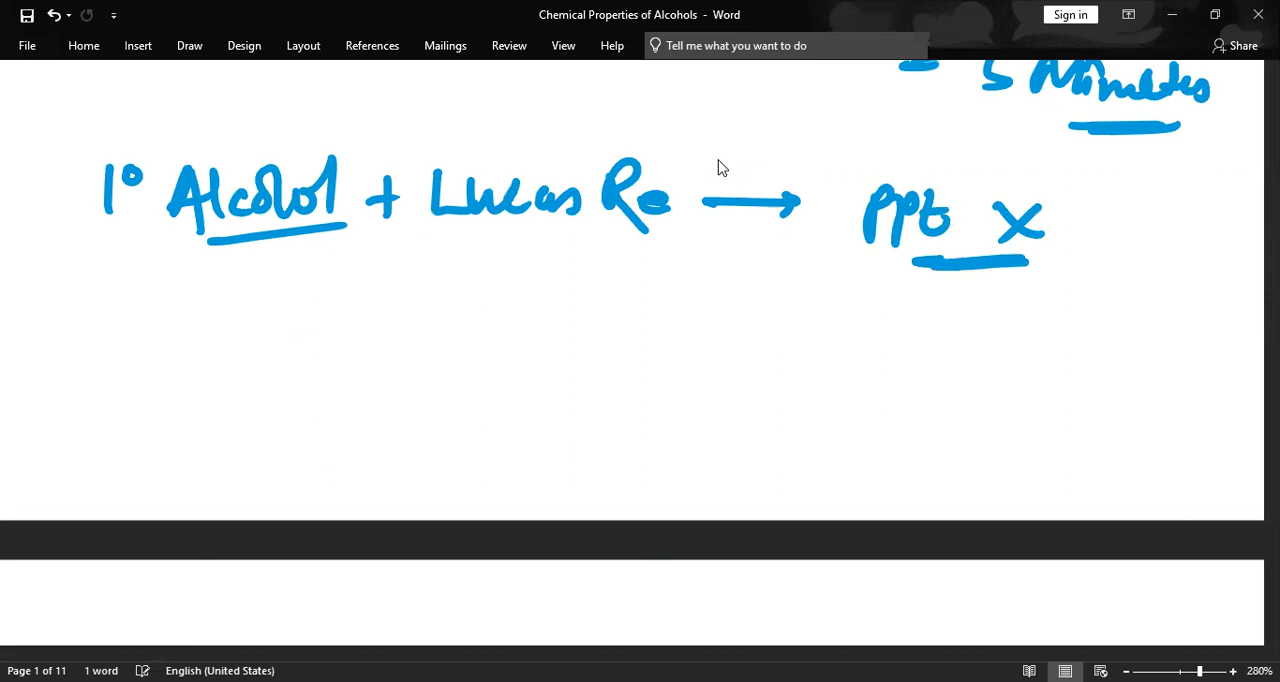 Chemical Properties of Alcohols - Word
Sign in
File Home Insert Draw Design Layout References Mailings Review View Help Tell me what you want to do Share
5 Minutes
1° Alcohol + Lucas Re → ppt x
Page 1 of 11 1 word English (United States) 280%